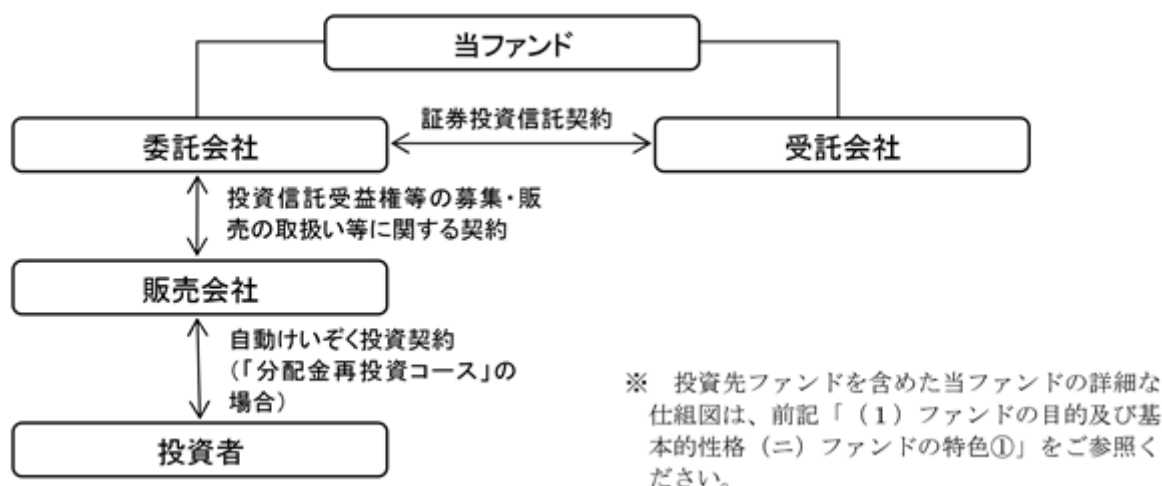 当ファンド
証券投資信託契約
委託会社
受託会社
投資信託受益権等の募集・販
売の取扱い等に関する契約
販売会社
自動けいぞく投資契約
（「分配金再投資コース」の
場合）
投資者
※　投資先ファンドを含めた当ファンドの詳細な
仕組図は、前記「（１）ファンドの目的及び基
本的性格（ニ）ファンドの特色①」をご参照く
ださい。